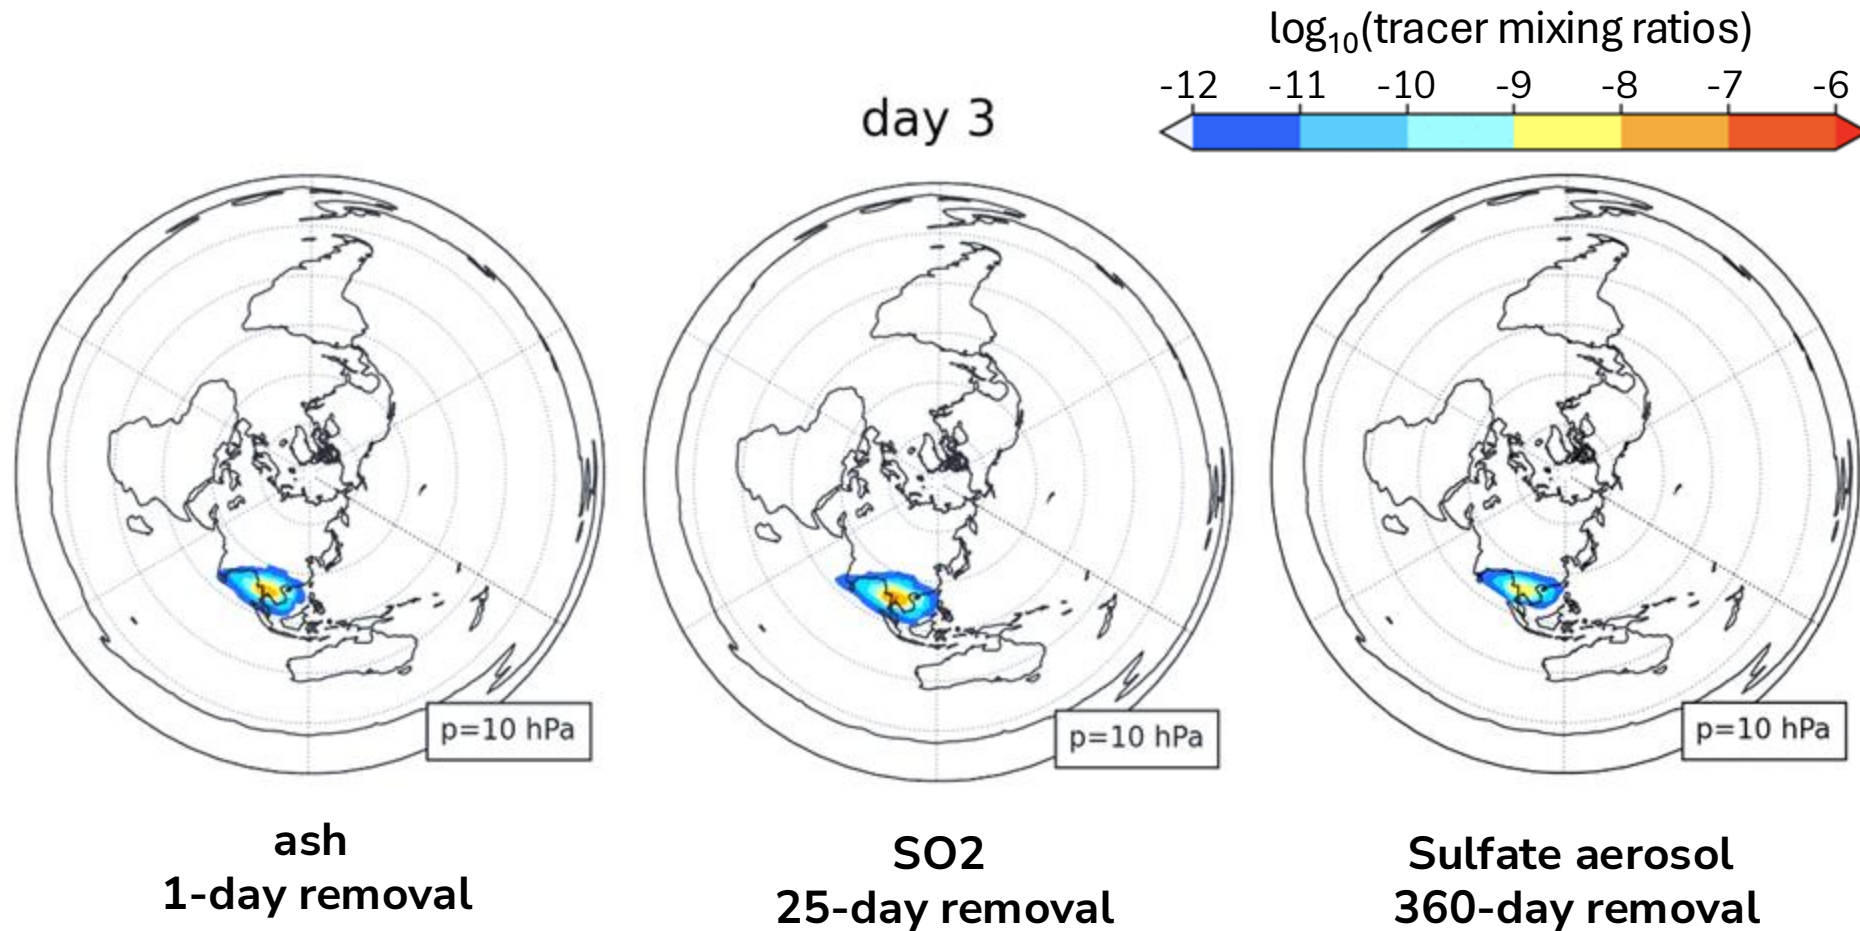 log₁₀(tracer mixing ratios)
-12 -11 -10 -9 -8 -7 -6
day 3
p=10 hPa
p=10 hPa
p=10 hPa
ash
1-day removal
SO2
25-day removal
Sulfate aerosol
360-day removal